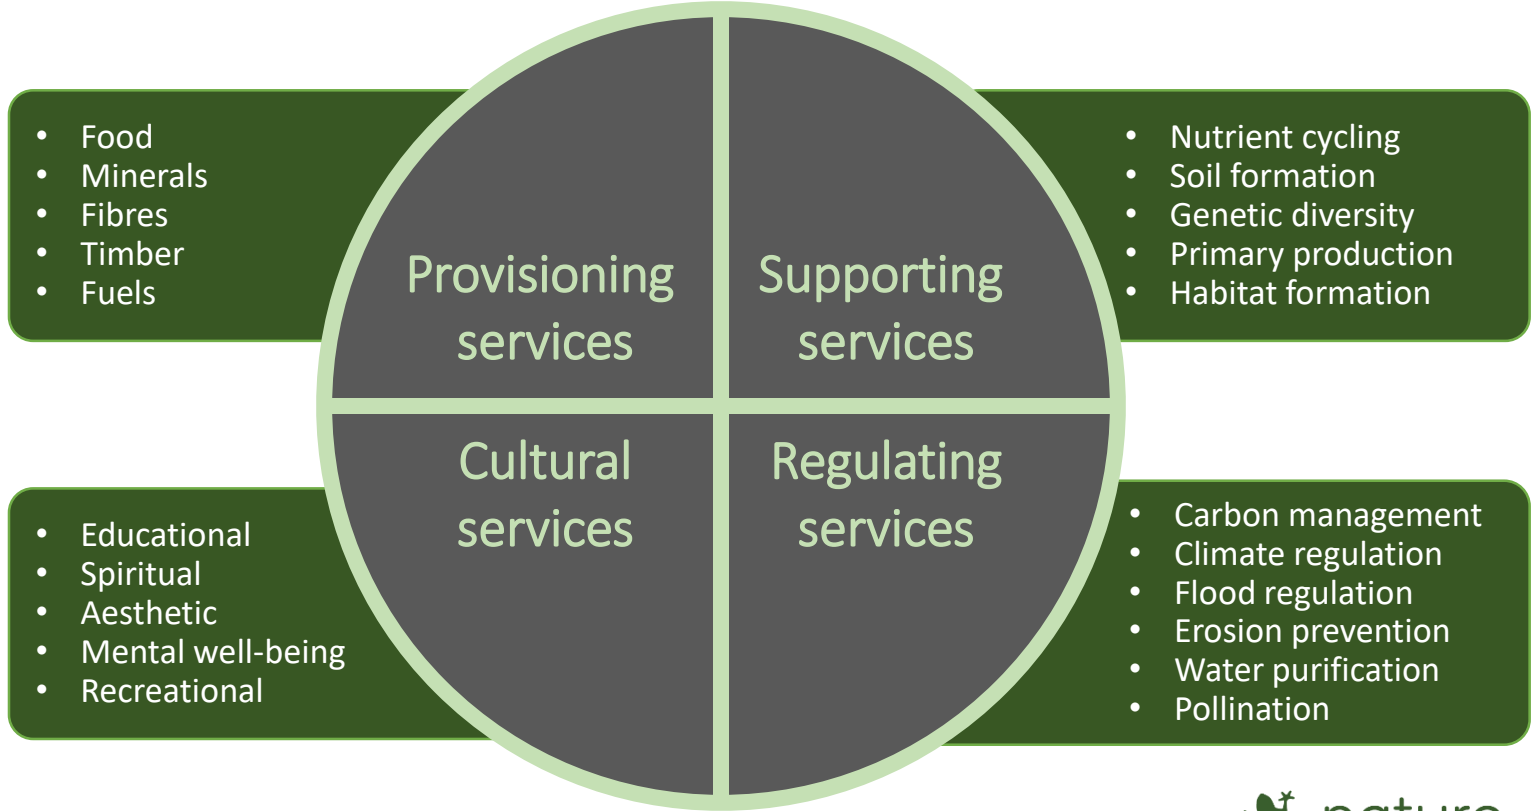 • Food
• Minerals
• Fibres
• Timber
• Fuels
Provisioning
services
Supporting
services
• Nutrient cycling
• Soil formation
• Genetic diversity
• Primary production
• Habitat formation
• Educational
• Spiritual
• Aesthetic
• Mental well-being
• Recreational
Cultural
services
Regulating
services
• Carbon management
• Climate regulation
• Flood regulation
• Erosion prevention
• Water purification
• Pollination
nature